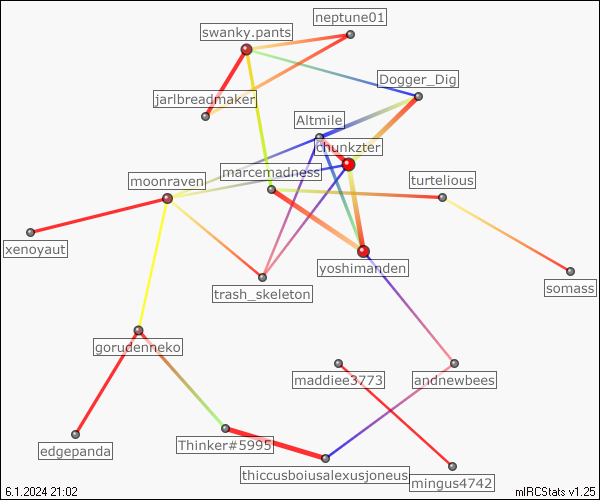 neptune01
swanky.pants
Dogger_Dig
jarlbreadmaker
Altmile
chunkzter
marcemadness
moonraven
turtelious
xenoyaut
yoshimanden
trash_skeleton
somass
gorudenneko
maddiee3773
andnewbees
edgepanda
Thinker#5995
thiccusboiusalexusjoneus
mingus4742
6.1.2024 21:02
mIRCStats v1.25